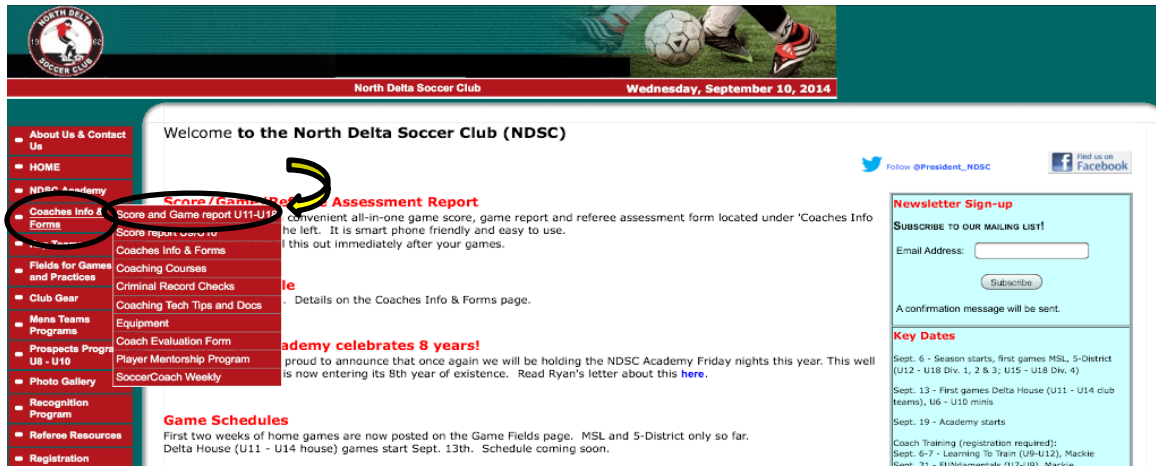 NORTH DELTA
19 62
SOCCER CLUB
North Delta Soccer Club
Wednesday, September 10, 2014
About Us & Contact
Us
HOME
NDSC Academy
Coaches Info &
Forms
Fields for Games
and Practices
Club Gear
Mens Teams
Programs
Prospects Progra
U8 - U10
Photo Gallery
Recognition
Program
Referee Resources
Registration
Score and Game report U11-U18
Score report U9/U10
Coaches Info & Forms
Coaching Courses
Criminal Record Checks
Coaching Tech Tips and Docs
Equipment
Coach Evaluation Form
Player Mentorship Program
SoccerCoach Weekly
Welcome to the North Delta Soccer Club (NDSC)
Follow @President_NDSC
Find us on
Facebook
Score/Game/Referee Assessment Report
convenient all-in-one game score, game report and referee assessment form located under 'Coaches Info
he left. It is smart phone friendly and easy to use.
l this out immediately after your games.
le
. Details on the Coaches Info & Forms page.
ademy celebrates 8 years!
proud to announce that once again we will be holding the NDSC Academy Friday nights this year. This well
is now entering its 8th year of existence. Read Ryan's letter about this here.
Game Schedules
First two weeks of home games are now posted on the Game Fields page. MSL and 5-District only so far.
Delta House (U11 - U14 house) games start Sept. 13th. Schedule coming soon.
Newsletter Sign-up
SUBSCRIBE TO OUR MAILING LIST!
Email Address:
Subscribe
A confirmation message will be sent.
Key Dates
Sept. 6 - Season starts, first games MSL, 5-District
(U12 - U18 Div. 1, 2 & 3; U15 - U18 Div. 4)
Sept. 13 - First games Delta House (U11 - U14 club
teams), U6 - U10 minis
Sept. 19 - Academy starts
Coach Training (registration required):
Sept. 6-7 - Learning To Train (U9-U12), Mackie
Sept. 21 - FUNdamentals (U7-U9), Mackie